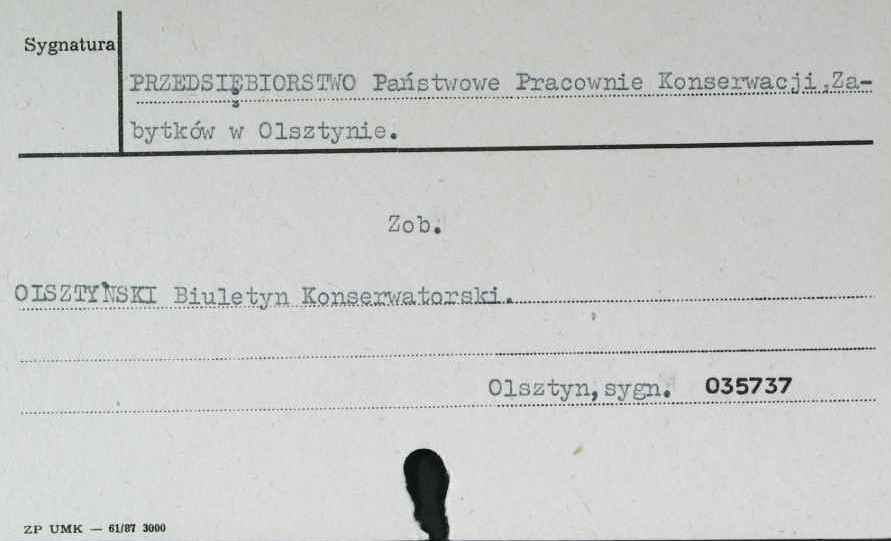 Sygnatura
PRZEDSIĘBIORSTWO Państwowe Pracownie Konserwacji,Za-
bytków w Olsztynie.
Zob.
OLSZTYŃSKI Biuletyn Konserwatorski.
Olsztyn,sygn. 035737
ZP UMK — 61/87 3000